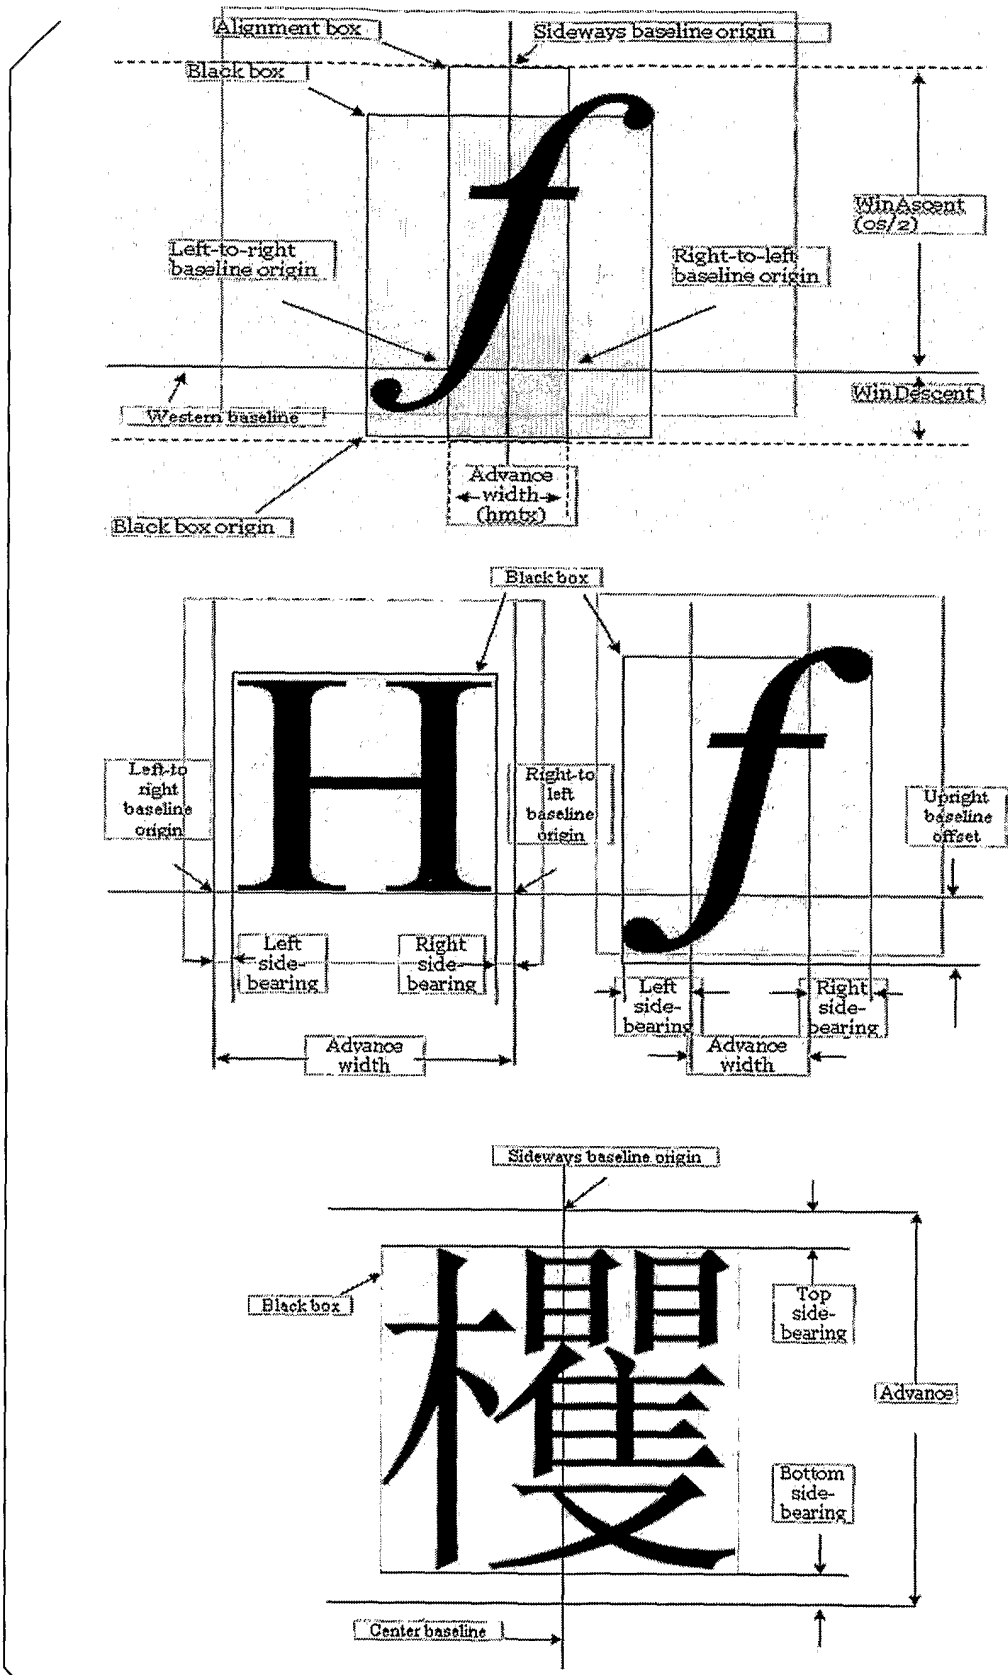 Alignment box
Sideways baseline origin
Black box
f
WinAscent
(os/2)
Left-to-right
baseline origin
Right-to-left
baseline origin
Western baseline
WinDescent
Advance
width
(hmtx)
Black box origin
Black box
H
f
Left-to
right
baseline
origin
Right-to
left
baseline
origin
Upright
baseline
offset
Left
side-
bearing
Right
side-
bearing
Left
side-
bearing
Right
side-
bearing
Advance
width
Advance
width
Sideways baseline origin
Black box
欔
Top
side-
bearing
Advance
Bottom
side-
bearing
Center baseline